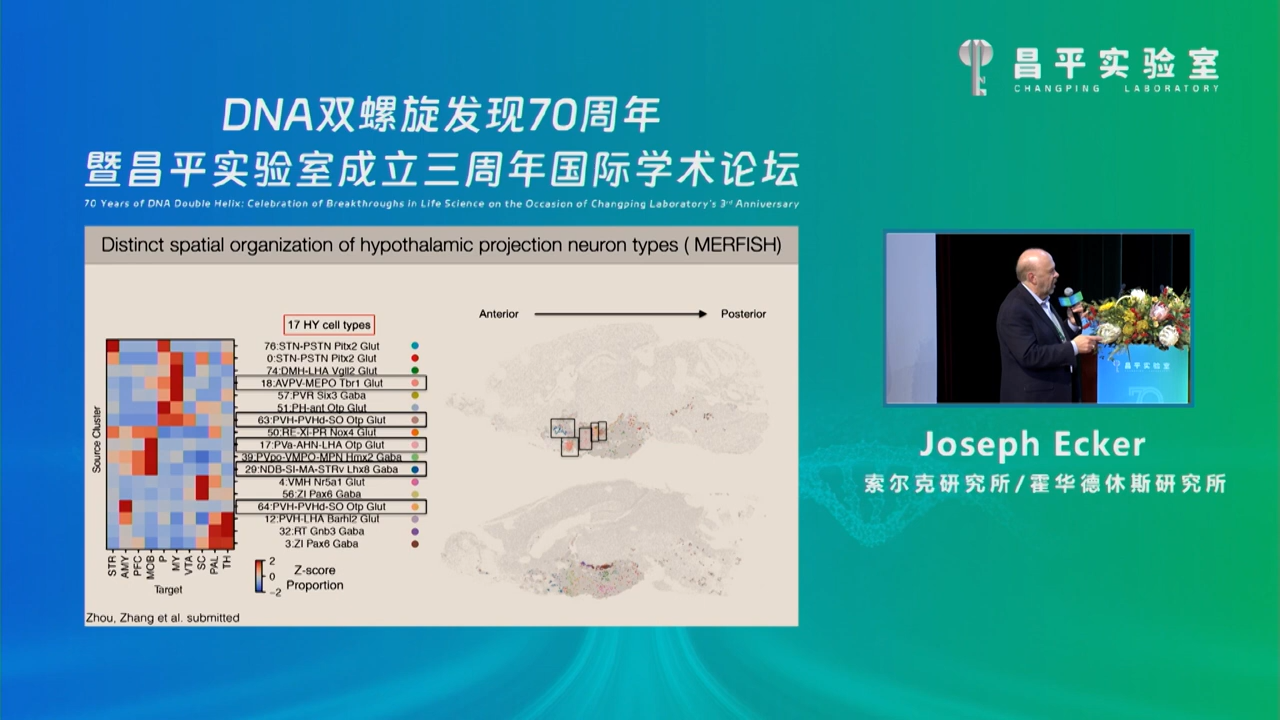 昌平实验室
CHANGPING LABORATORY
DNA双螺旋发现70周年
暨昌平实验室成立三周年国际学术论坛
70 Years of DNA Double Helix: Celebration of Breakthroughs in Life Science on the Occasion of Changping Laboratory's 3rd Anniversary
Distinct spatial organization of hypothalamic projection neuron types ( MERFISH)
Anterior
Posterior
17 HY cell types
76:STN-PSTN Pitx2 Glut
0:STN-PSTN Pitx2 Glut
74:DMH-LHA Vgll2 Glut
18:AVPV-MEPO Tbr1 Glut
57:PVR Six3 Gaba
51:PH-ant Otp Glut
63:PVH-PVHd-SO Otp Glut
50:RE-Xi-PR Nox4 Glut
17:PVa-AHN-LHA Otp Glut
39:PVpo-VMPO-MPN Hmx2 Gaba
29:NDB-SI-MA-STRv Lhx8 Gaba
4:VMH Nr5a1 Glut
56:ZI Pax6 Gaba
64:PVH-PVHd-SO Otp Glut
12:PVH-LHA Barhl2 Glut
32:RT Gnb3 Gaba
3:ZI Pax6 Gaba
Source Cluster
STR AMY PFC MOB P MY VTA SC PAL TH
Target
2
0
-2
Z-score
Proportion
Zhou, Zhang et al. submitted
昌平实验室
70
Joseph Ecker
索尔克研究所/霍华德休斯研究所